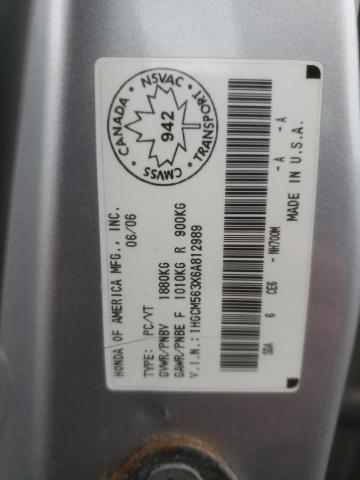 HONDA OF AMERICA MFG., INC.
06/06
TYPE: PC/VT
GVWR/PNBV 1880KG
GAWR/PNBE F 1010KG R 900KG
V.I.N.: 1HGCM563X6A812989
SDA 6 CE6 - NH700M - A - A
MADE IN U.S.A.
CANADA
NSVAC
TRANSPORT
CMVSS
942